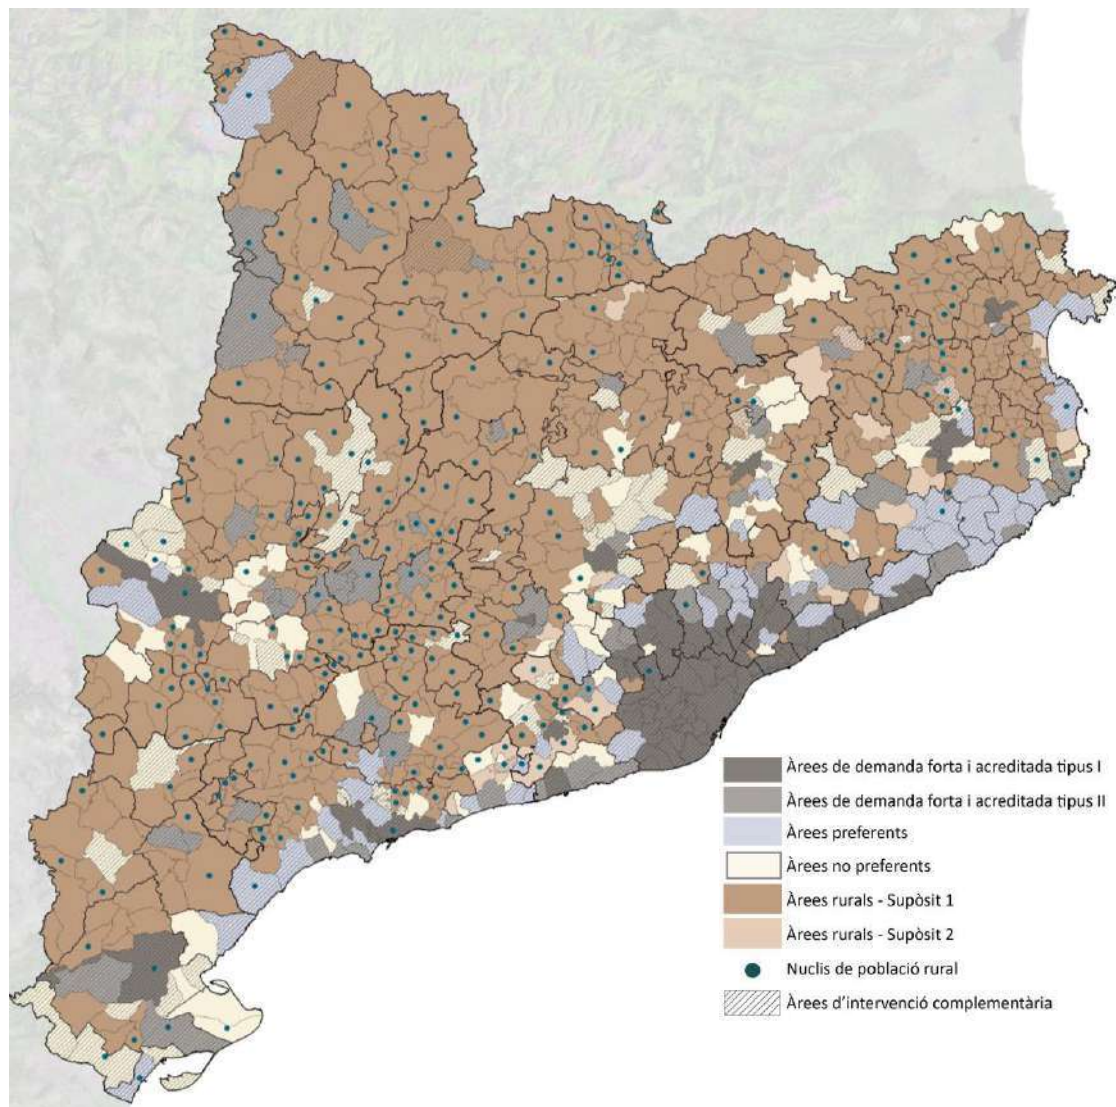 Àrees de demanda forta i acreditada tipus I
Àrees de demanda forta i acreditada tipus II
Àrees preferents
Àrees no preferents
Àrees rurals - Supòsit 1
Àrees rurals - Supòsit 2
Nuclis de població rural
Àrees d'intervenció complementària